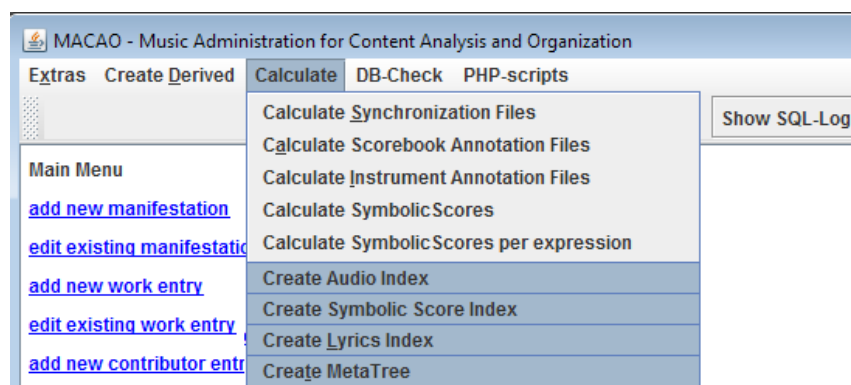 MACAO - Music Administration for Content Analysis and Organization
Extras Create Derived Calculate DB-Check PHP-scripts
Show SQL-Log
Calculate Synchronization Files
Calculate Scorebook Annotation Files
Calculate Instrument Annotation Files
Calculate SymbolicScores
Calculate SymbolicScores per expression
Create Audio Index
Create Symbolic Score Index
Create Lyrics Index
Create MetaTree
Main Menu
add new manifestation
edit existing manifestatio
add new work entry
edit existing work entry
add new contributor entr